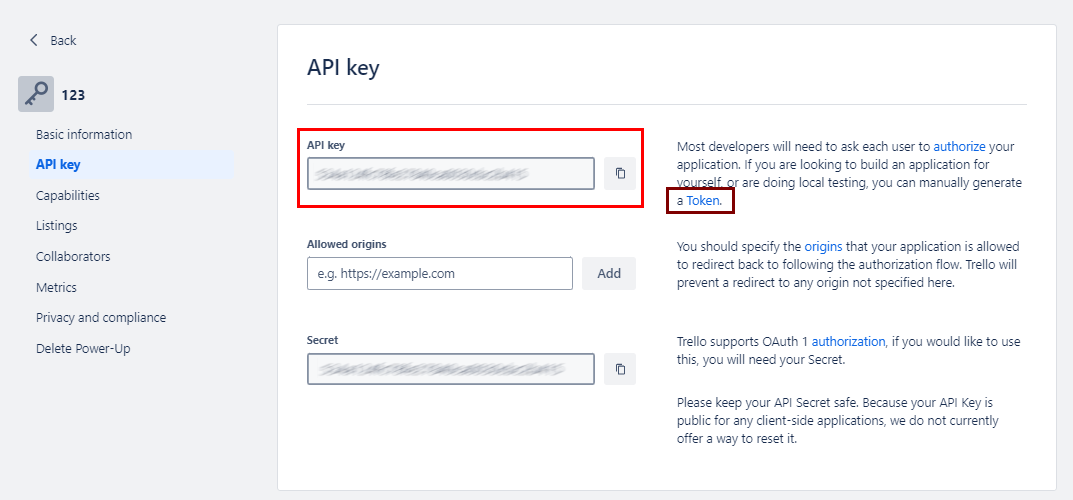 Back
123
Basic information
API key
Capabilities
Listings
Collaborators
Metrics
Privacy and compliance
Delete Power-Up
API key
API key
Most developers will need to ask each user to authorize your
application. If you are looking to build an application for
yourself, or are doing local testing, you can manually generate
a Token.
Allowed origins
e.g. https://example.com
Add
You should specify the origins that your application is allowed
to redirect back to following the authorization flow. Trello will
prevent a redirect to any origin not specified here.
Secret
Trello supports OAuth 1 authorization, if you would like to use
this, you will need your Secret.
Please keep your API Secret safe. Because your API Key is
public for any client-side applications, we do not currently
offer a way to reset it.